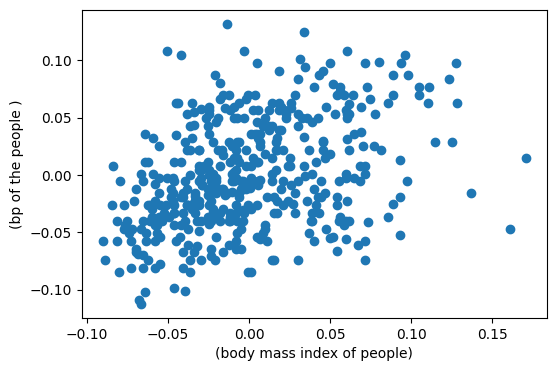 0.10
0.05
0.00
−0.05
−0.10
(bp of the people )
−0.10 −0.05 0.00 0.05 0.10 0.15
(body mass index of people)